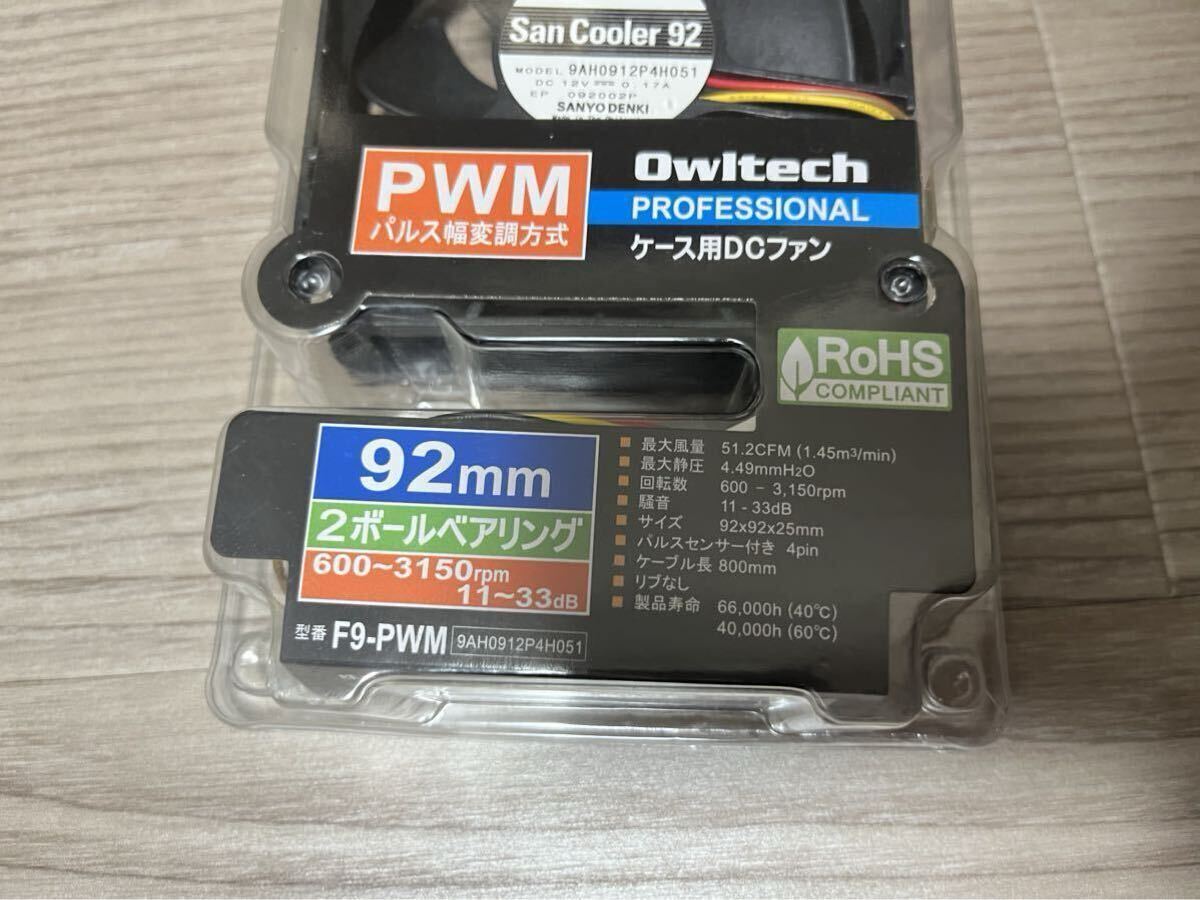 San Cooler 92
MODEL 9AH0912P4H051
DC 12V 0.17A
EP 092002P
SANYO DENKI
PWM
パルス幅変調方式
Owltech
PROFESSIONAL
ケース用DCファン
RoHS
COMPLIANT
92mm
2ボールベアリング
600~3150rpm
11~33dB
型番 F9-PWM 9AH0912P4H051
最大風量 51.2CFM (1.45m³/min)
最大静圧 4.49mmH₂O
回転数 600 - 3,150rpm
騒音 11 - 33dB
サイズ 92x92x25mm
パルスセンサー付き 4pin
ケーブル長 800mm
リブなし
製品寿命 66,000h (40℃)
40,000h (60℃)